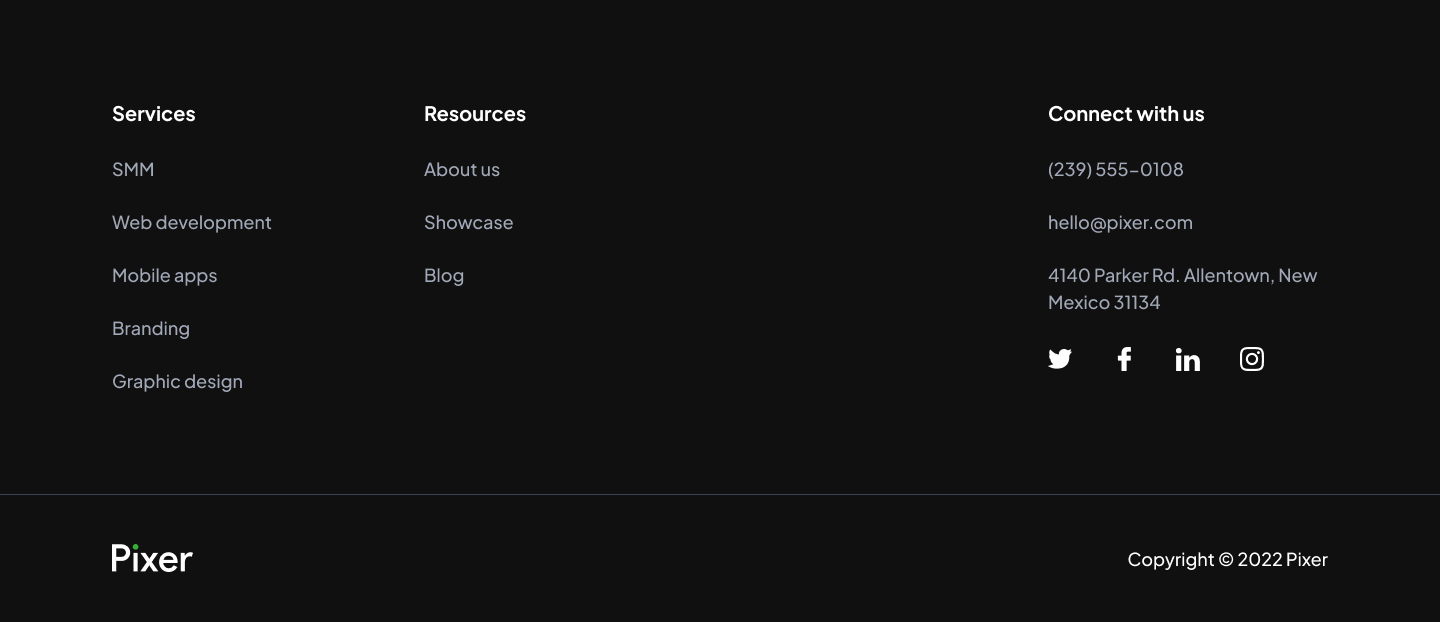 Services
SMM
Web development
Mobile apps
Branding
Graphic design
Resources
About us
Showcase
Blog
Connect with us
(239) 555-0108
hello@pixer.com
4140 Parker Rd. Allentown, New
Mexico 31134
Pixer
Copyright © 2022 Pixer